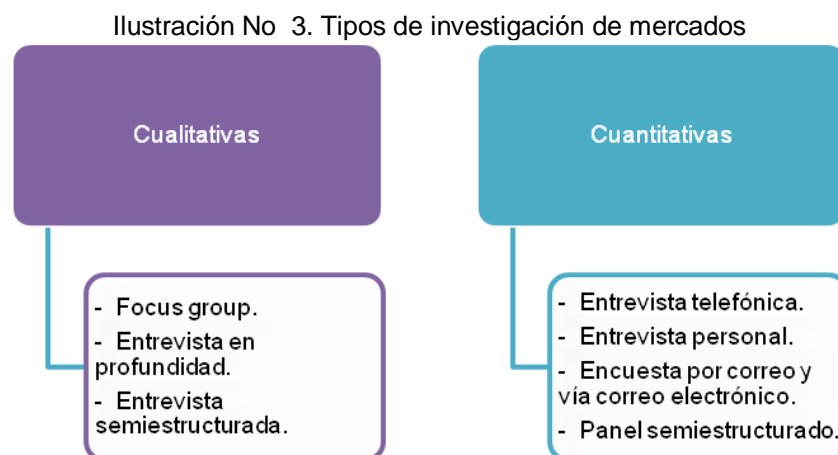 Ilustración No 3. Tipos de investigación de mercados
Cualitativas
- Focus group.
- Entrevista en
profundidad.
- Entrevista
semiestructurada.
Cuantitativas
- Entrevista telefónica.
- Entrevista personal.
- Encuesta por correo y
vía correo electrónico.
- Panel semiestructurado.